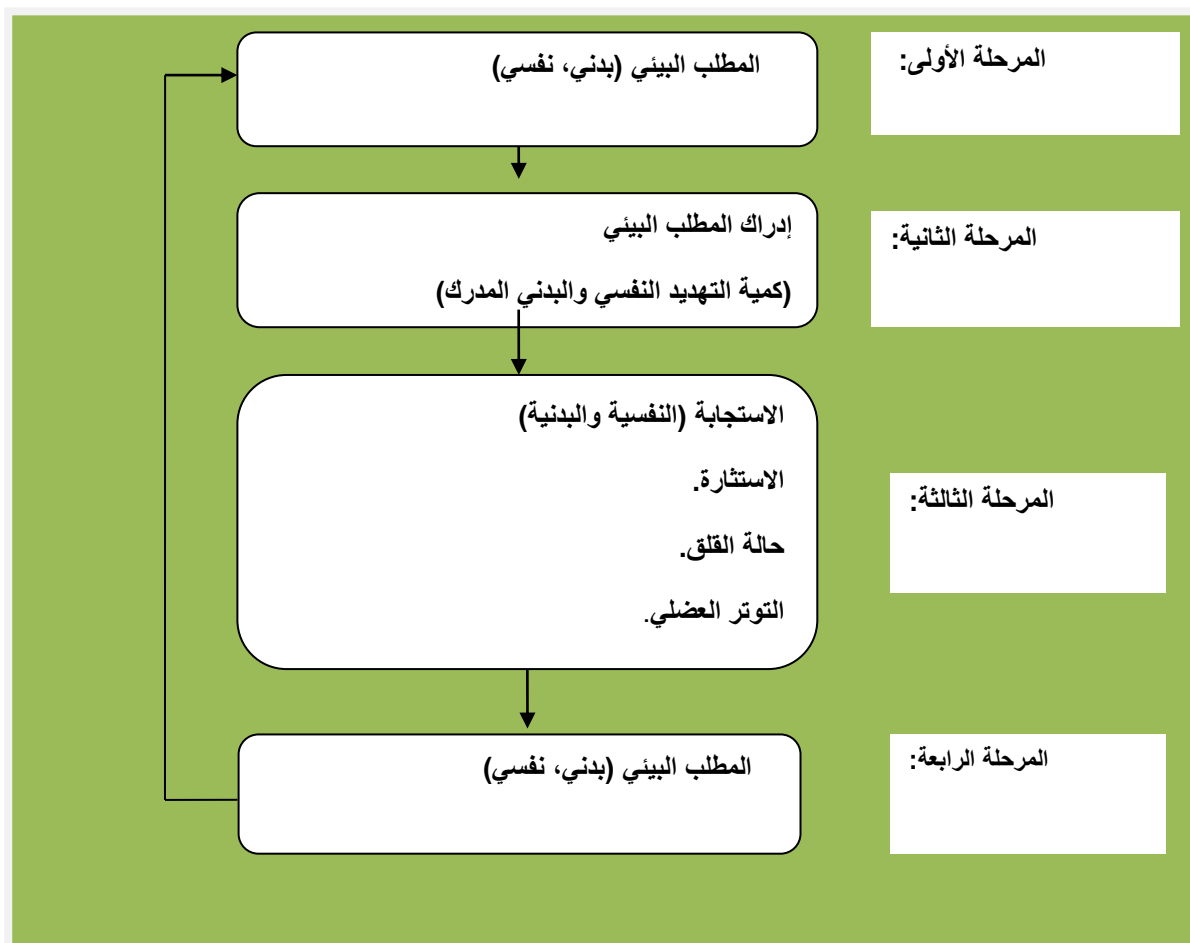 المرحلة الأولى:
المطلب البيئي (بدني، نفسي)
المرحلة الثانية:
إدراك المطلب البيئي
(كمية التهديد النفسي والبدني المدرك)
المرحلة الثالثة:
الاستجابة (النفسية والبدنية)
الاستثارة.
حالة القلق.
التوتر العضلي.
المرحلة الرابعة:
المطلب البيئي (بدني، نفسي)